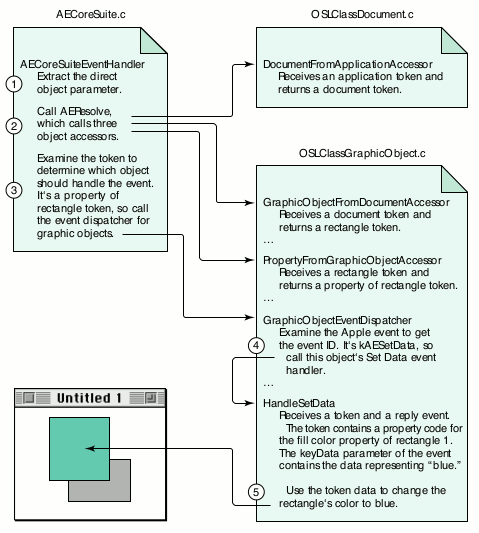 AECoreSuite.c
AECoreSuiteEventHandler
1
Extract the direct
object parameter.
2
Call AEResolve,
which calls three
object accessors.
3
Examine the token to
determine which object
should handle the event.
It's a property of
rectangle token, so call
the event dispatcher for
graphic objects.
OSLClassDocument.c
DocumentFromApplicationAccessor
Receives an application token and
returns a document token.
OSLClassGraphicObject.c
GraphicObjectFromDocumentAccessor
Receives a document token and
returns a rectangle token.
...
PropertyFromGraphicObjectAccessor
Receives a rectangle token and
returns a property of rectangle token.
...
GraphicObjectEventDispatcher
Examine the Apple event to get
4
the event ID. It's kAESetData, so
call this object's Set Data event
handler.
...
HandleSetData
Receives a token and a reply event.
The token contains a property code for
the fill color property of rectangle 1.
The keyData parameter of the event
contains the data representing “blue.”
5
Use the token data to change the
rectangle's color to blue.
Untitled 1